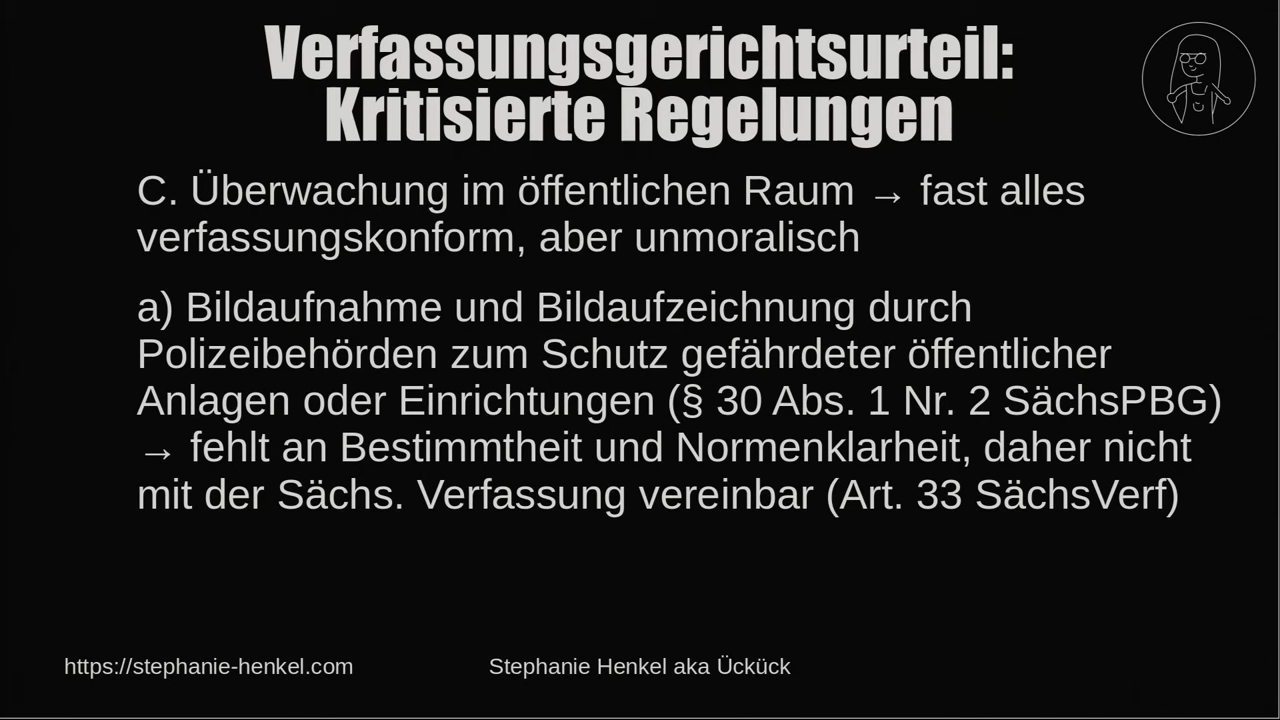 Verfassungsgerichtsurteil:
Kritisierte Regelungen
C. Überwachung im öffentlichen Raum → fast alles
verfassungskonform, aber unmoralisch
a) Bildaufnahme und Bildaufzeichnung durch
Polizeibehörden zum Schutz gefährdeter öffentlicher
Anlagen oder Einrichtungen (§ 30 Abs. 1 Nr. 2 SächsPBG)
→ fehlt an Bestimmtheit und Normenklarheit, daher nicht
mit der Sächs. Verfassung vereinbar (Art. 33 SächsVerf)
https://stephanie-henkel.com
Stephanie Henkel aka Ückück